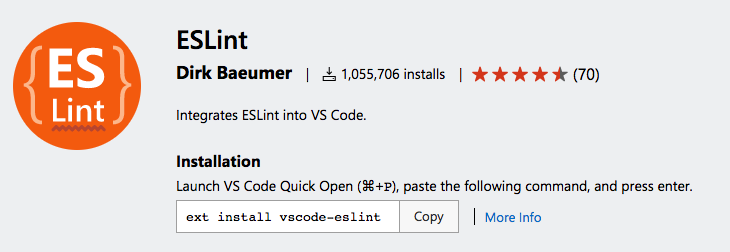 ES
Lint
ESLint
Dirk Baeumer | 1,055,706 installs | (70)
Integrates ESLint into VS Code.
Installation
Launch VS Code Quick Open (⌘+P), paste the following command, and press enter.
ext install vscode-eslint Copy | More Info